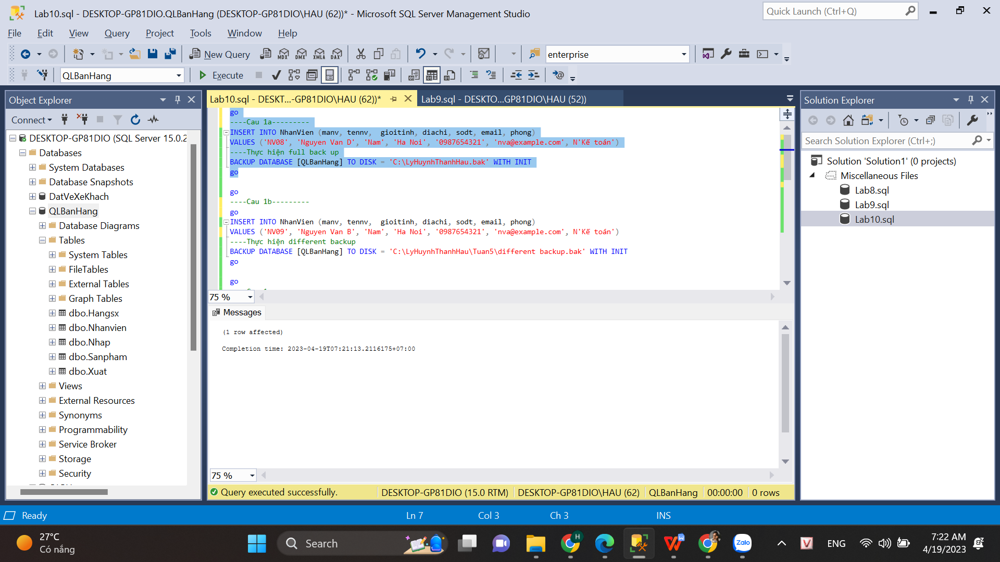 Lab10.sql - DESKTOP-GP81DIO.QLBanHang (DESKTOP-GP81DIO\HAU (62))* - Microsoft SQL Server Management Studio
Quick Launch (Ctrl+Q)
File Edit View Query Project Tools Window Help
New Query MDX DMX XMLA DAX enterprise
QLBanHang Execute
Object Explorer
Connect
DESKTOP-GP81DIO (SQL Server 15.0.2
Databases
System Databases
Database Snapshots
DatVeXeKhach
QLBanHang
Database Diagrams
Tables
System Tables
FileTables
External Tables
Graph Tables
dbo.Hangsx
dbo.Nhanvien
dbo.Nhap
dbo.Sanpham
dbo.Xuat
Views
External Resources
Synonyms
Programmability
Service Broker
Storage
Security
Lab10.sql - DESKT...-GP81DIO\HAU (62))* Lab9.sql - DESKTO...GP81DIO\HAU (52))
go
----Cau 1a---------
INSERT INTO NhanVien (manv, tennv,  gioitinh, diachi, sodt, email, phong)
VALUES ('NV08', 'Nguyen Van D', 'Nam', 'Ha Noi', '0987654321', 'nva@example.com', N'Kế toán')
----Thực hiện full back up
BACKUP DATABASE [QLBanHang] TO DISK = 'C:\LyHuynhThanhHau.bak' WITH INIT
go
go
----Cau 1b---------
go
INSERT INTO NhanVien (manv, tennv,  gioitinh, diachi, sodt, email, phong)
VALUES ('NV09', 'Nguyen Van B', 'Nam', 'Ha Noi', '0987654321', 'nva@example.com', N'Kế toán')
----Thực hiện different backup
BACKUP DATABASE [QLBanHang] TO DISK = 'C:\LyHuynhThanhHau\Tuan5\different backup.bak' WITH INIT
go
go
75 %
Messages
(1 row affected)
Completion time: 2023-04-19T07:21:13.2116175+07:00
75 %
Query executed successfully. DESKTOP-GP81DIO (15.0 RTM) DESKTOP-GP81DIO\HAU (62) QLBanHang 00:00:00 0 rows
Solution Explorer
Search Solution Explorer (Ctrl+;)
Solution 'Solution1' (0 projects)
Miscellaneous Files
Lab8.sql
Lab9.sql
Lab10.sql
Ready Ln 7 Col 3 Ch 3 INS
27°C
Có nắng
Search
H
W
Zalo
V
ENG
7:22 AM
4/19/2023